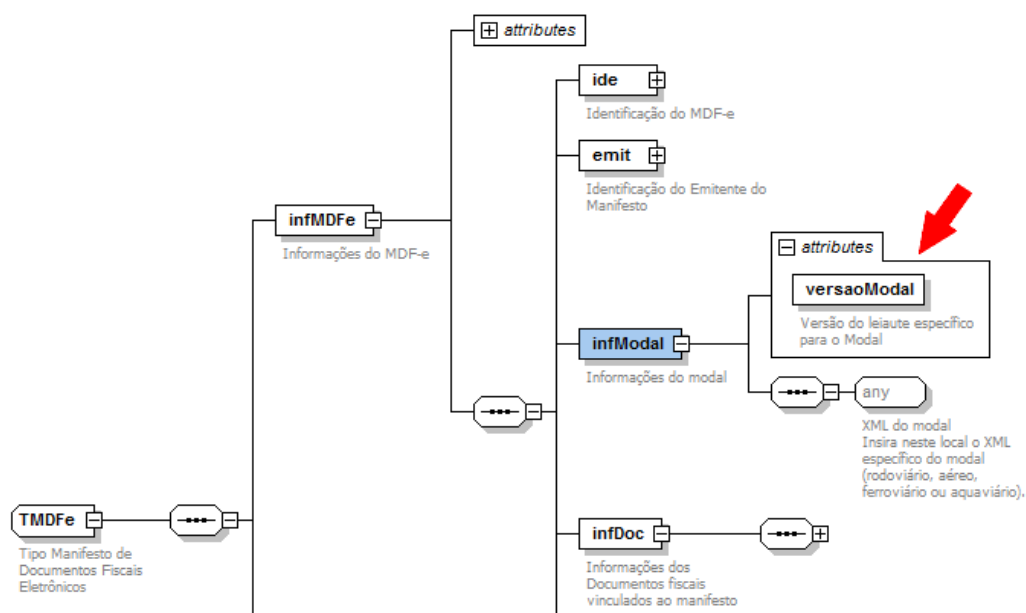 attributes
ide
Identificação do MDF-e
emit
Identificação do Emitente do
Manifesto
infMDFe
Informações do MDF-e
attributes
versaoModal
Versão do leiaute específico
para o Modal
infModal
Informações do modal
any
XML do modal
Insira neste local o XML
específico do modal
(rodoviário, aéreo,
ferroviário ou aquaviário).
TMDFe
Tipo Manifesto de
Documentos Fiscais
Eletrônicos
infDoc
Informações dos
Documentos fiscais
vinculados ao manifesto